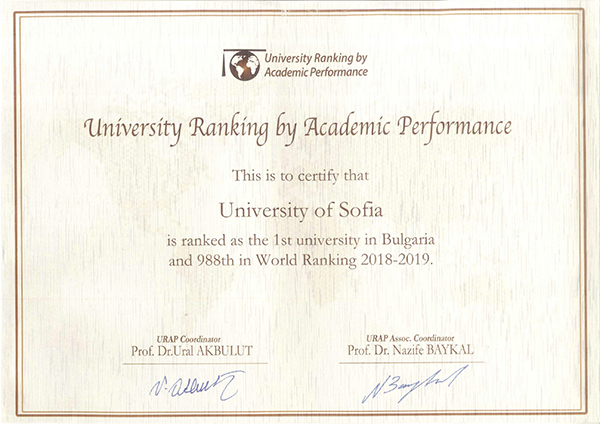 University Ranking by
Academic Performance
University Ranking by Academic Performance
This is to certify that
University of Sofia
is ranked as the 1st university in Bulgaria
and 988th in World Ranking 2018-2019.
URAP Coordinator
Prof. Dr.Ural AKBULUT
URAP Assoc. Coordinator
Prof. Dr. Nazife BAYKAL